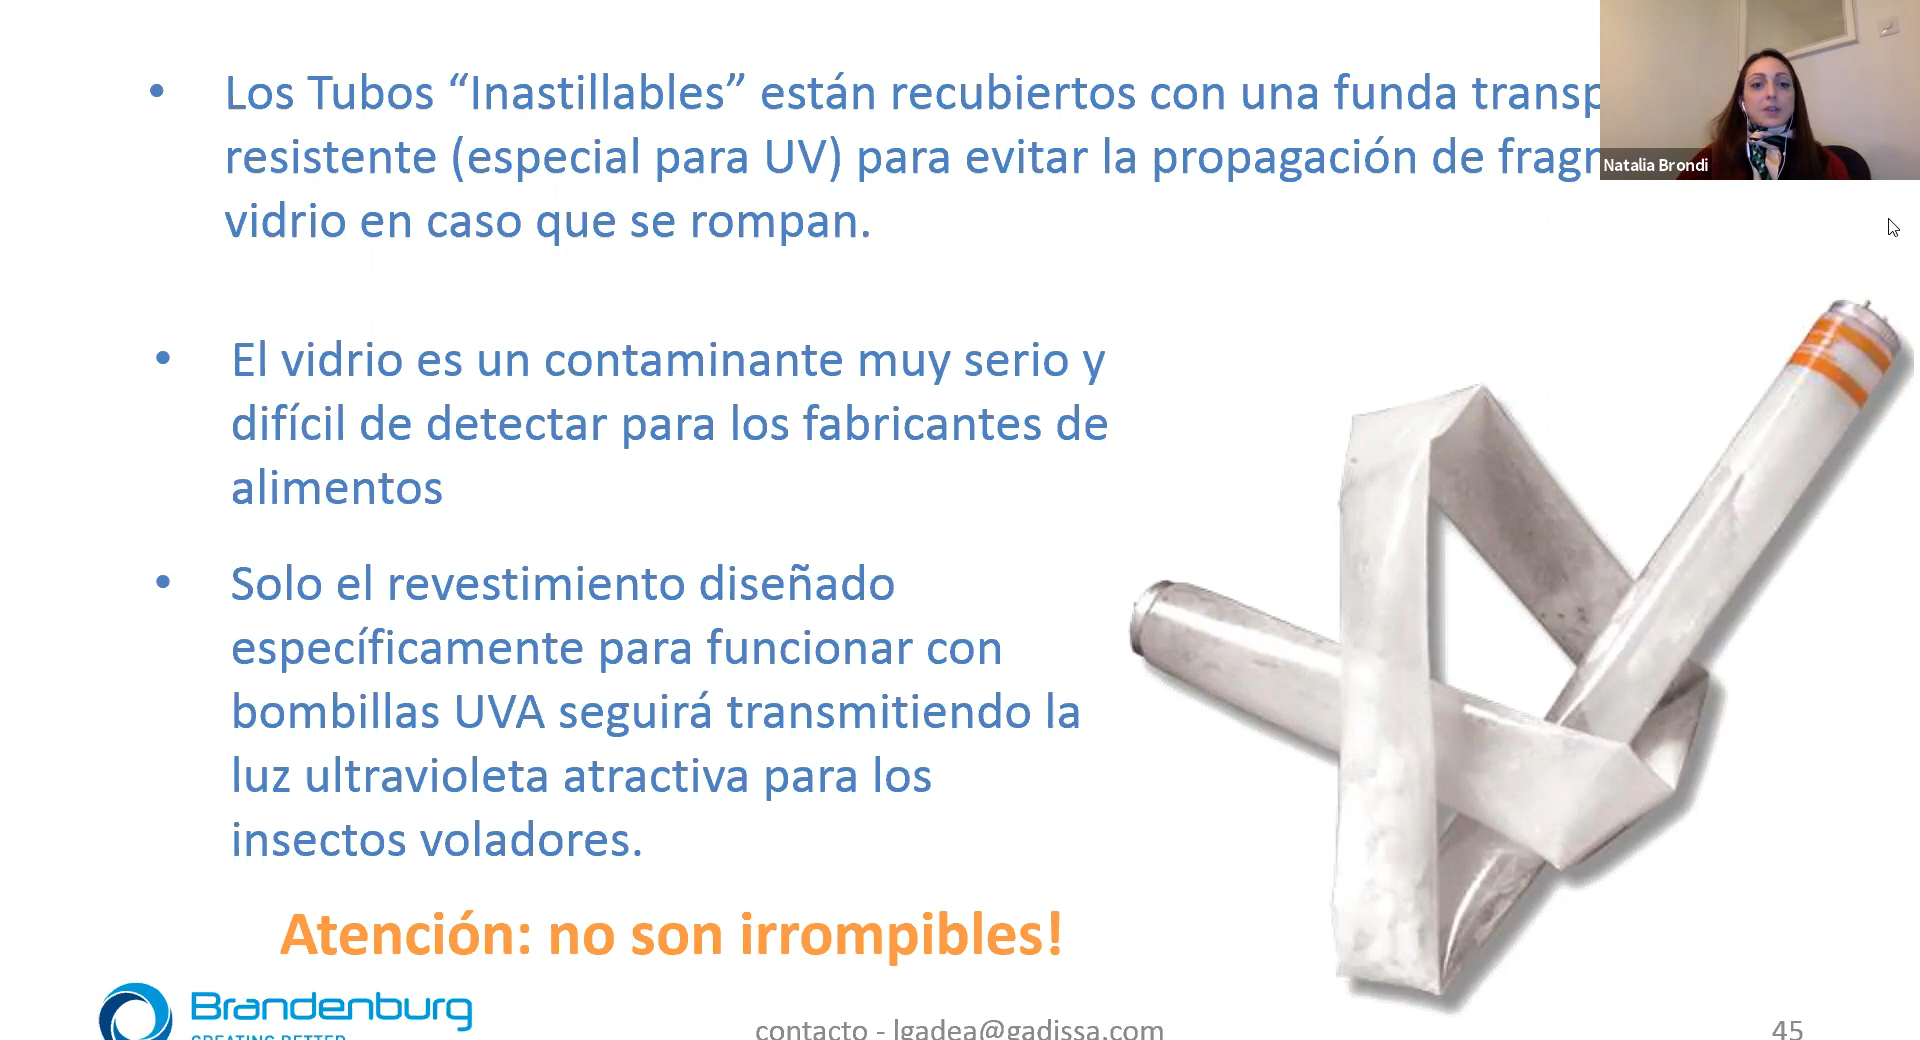 • Los Tubos “Inastillables” están recubiertos con una funda transp
resistente (especial para UV) para evitar la propagación de fragm
vidrio en caso que se rompan.
Natalia Brondi
• El vidrio es un contaminante muy serio y
difícil de detectar para los fabricantes de
alimentos
• Solo el revestimiento diseñado
específicamente para funcionar con
bombillas UVA seguirá transmitiendo la
luz ultravioleta atractiva para los
insectos voladores.
Atención: no son irrompibles!
Brandenburg
CREATING BETTER
contacto - lgadea@gadissa.com
45